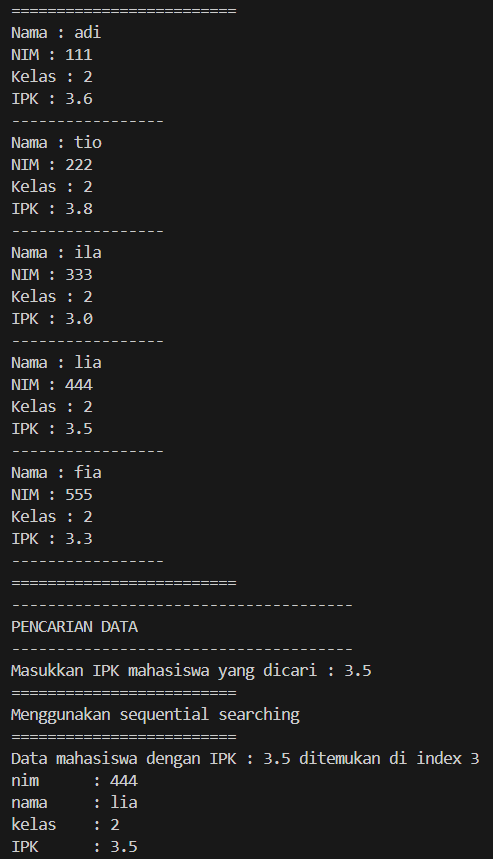 =========================
Nama : adi
NIM : 111
Kelas : 2
IPK : 3.6
-----------------
Nama : tio
NIM : 222
Kelas : 2
IPK : 3.8
-----------------
Nama : ila
NIM : 333
Kelas : 2
IPK : 3.0
-----------------
Nama : lia
NIM : 444
Kelas : 2
IPK : 3.5
-----------------
Nama : fia
NIM : 555
Kelas : 2
IPK : 3.3
-----------------
=========================
--------------------------------------
PENCARIAN DATA
--------------------------------------
Masukkan IPK mahasiswa yang dicari : 3.5
=========================
Menggunakan sequential searching
=========================
Data mahasiswa dengan IPK : 3.5 ditemukan di index 3
nim      : 444
nama     : lia
kelas    : 2
IPK      : 3.5